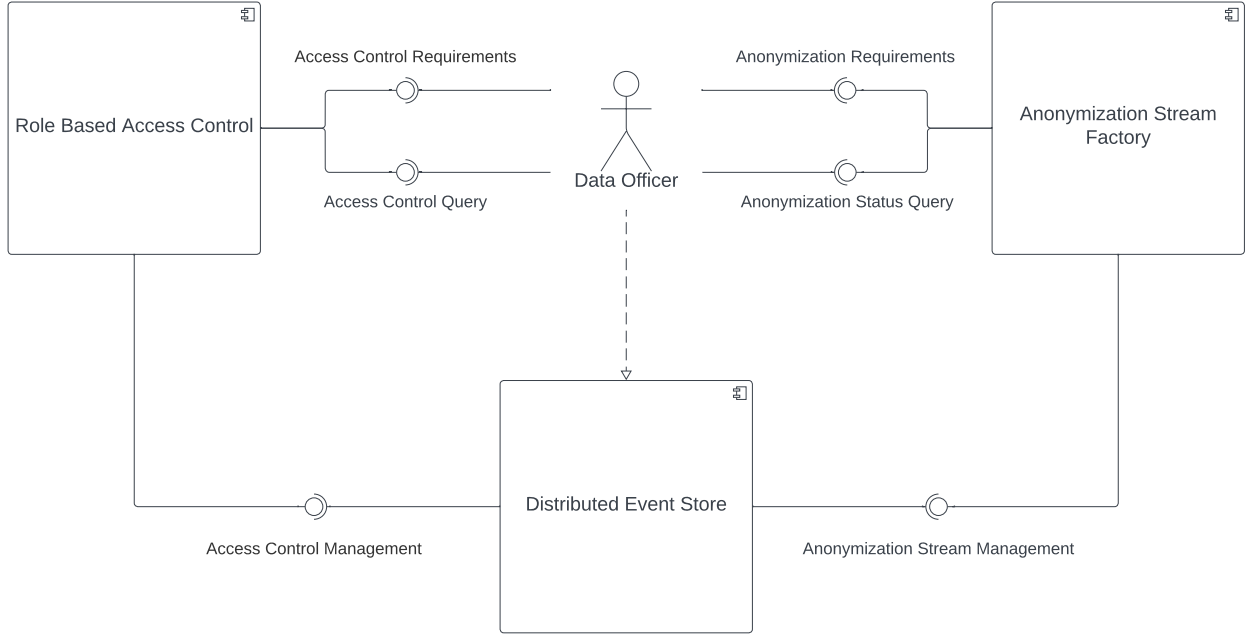 Access Control Requirements
Anonymization Requirements
Role Based Access Control
Anonymization Stream
Factory
Data Officer
Access Control Query
Anonymization Status Query
Distributed Event Store
Access Control Management
Anonymization Stream Management